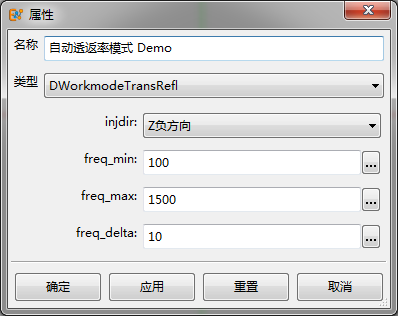 属性
名称 自动透返率模式 Demo
类型 DWorkmodeTransRefl
injdir: Z负方向
freq_min: 100 ...
freq_max: 1500 ...
freq_delta: 10 ...
确定 应用 重置 取消